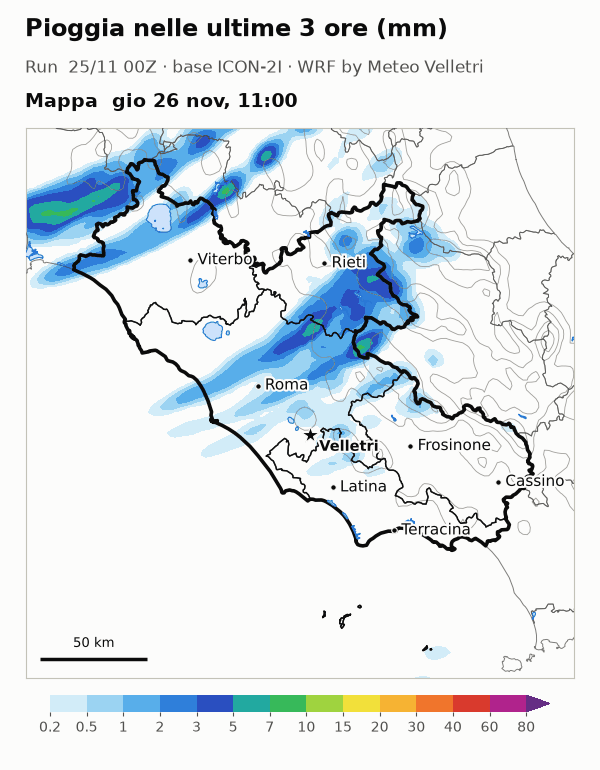 Pioggia nelle ultime 3 ore (mm)
Run  25/11 00Z · base ICON-2I · WRF by Meteo Velletri
Mappa  gio 26 nov, 11:00
Viterbo
Rieti
Roma
Velletri
Frosinone
Cassino
Latina
Terracina
50 km
0.2 0.5 1 2 3 5 7 10 15 20 30 40 60 80